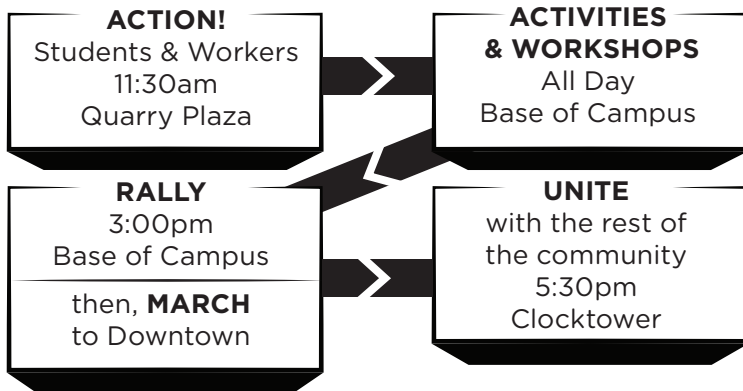 ACTION!
Students & Workers
11:30am
Quarry Plaza
ACTIVITIES
& WORKSHOPS
All Day
Base of Campus
RALLY
3:00pm
Base of Campus
then, MARCH
to Downtown
UNITE
with the rest of
the community
5:30pm
Clocktower